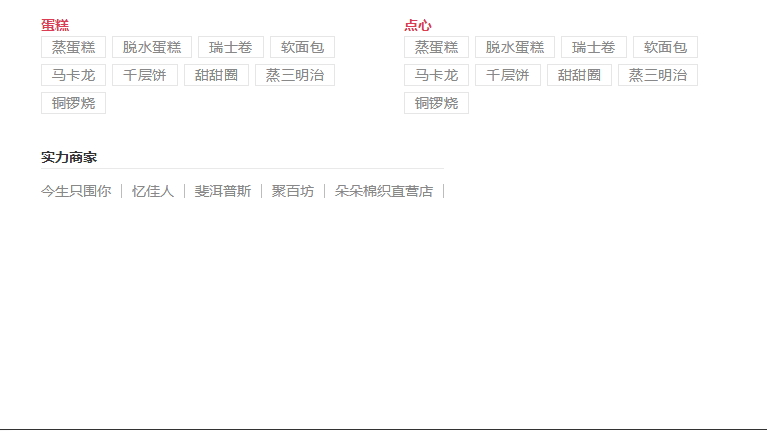 蛋糕
蒸蛋糕 脱水蛋糕 瑞士卷 软面包
马卡龙 千层饼 甜甜圈 蒸三明治
铜锣烧
点心
蒸蛋糕 脱水蛋糕 瑞士卷 软面包
马卡龙 千层饼 甜甜圈 蒸三明治
铜锣烧
实力商家
今生只围你 | 忆佳人 | 斐洱普斯 | 聚百坊 | 朵朵棉织直营店 |